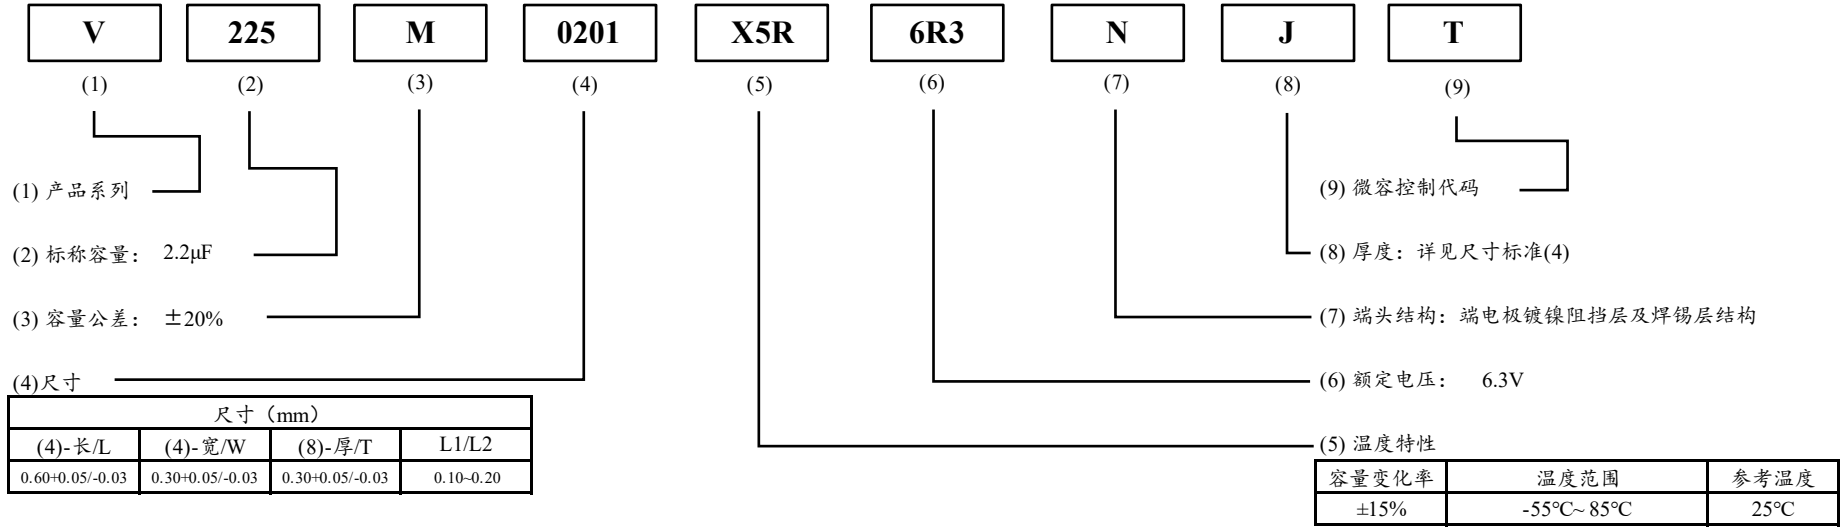 V 225 M 0201 X5R 6R3 N J T
(1) (2) (3) (4) (5) (6) (7) (8) (9)
(1) 产品系列
(9) 微容控制代码
(2) 标称容量： 2.2μF
(8) 厚度：详见尺寸标准(4)
(3) 容量公差： ±20%
(7) 端头结构：端电极镀镍阻挡层及焊锡层结构
(4)尺寸
(6) 额定电压： 6.3V
尺寸（mm）
(4)-长/L (4)-宽/W (8)-厚/T L1/L2
0.60+0.05/-0.03 0.30+0.05/-0.03 0.30+0.05/-0.03 0.10~0.20
(5) 温度特性
容量变化率 温度范围 参考温度
±15% -55℃~ 85℃ 25℃